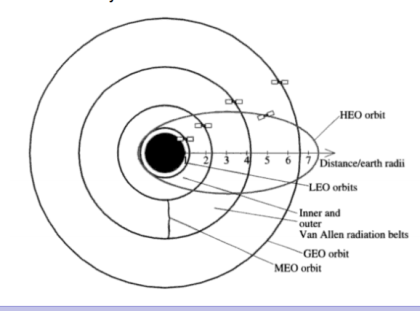 HEO orbit
1 2 3 4 5 6 7 Distance/earth radii
LEO orbits
Inner and
outer
Van Allen radiation belts
GEO orbit
MEO orbit